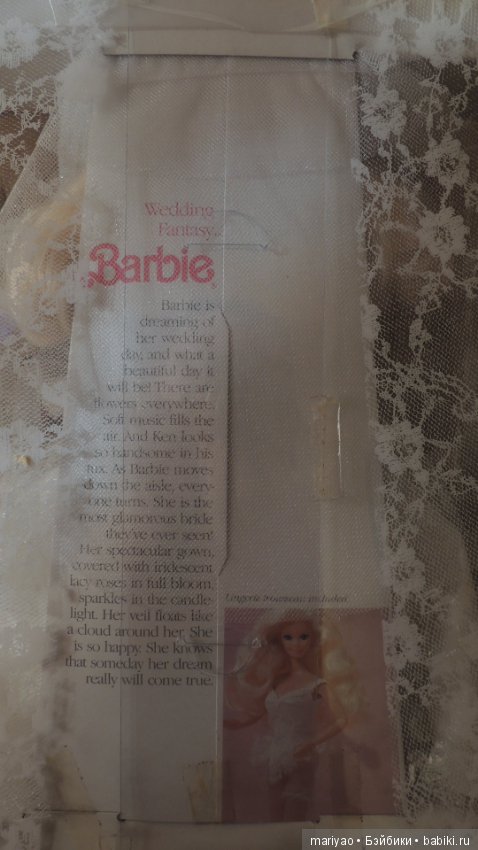 Wedding
Fantasy
Barbie
Barbie is
dreaming of
her wedding
day, and what a
beautiful day it
will be! There are
flowers everywhere.
Soft music fills the
air. And Ken looks
so handsome in his
tux. As Barbie moves
down the aisle, every-
one turns. She is the
most glamorous bride
they've ever seen!
Her spectacular gown,
covered with iridescent
lacy roses in full bloom,
sparkles in the candle-
light. Her veil floats like
a cloud around her. She
is so happy. She knows
that someday her dream
really will come true.
Lingerie trousseau included
mariyao • Бэйбики • babiki.ru